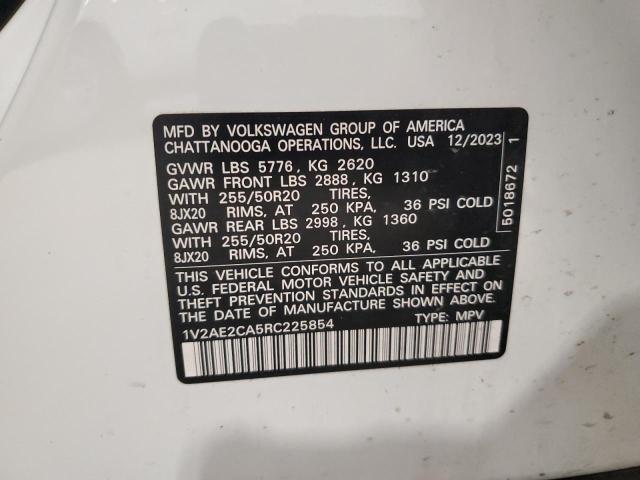 MFD BY VOLKSWAGEN GROUP OF AMERICA
CHATTANOOGA OPERATIONS, LLC. USA 12/2023
GVWR LBS 5776, KG 2620
GAWR FRONT LBS 2888, KG 1310
WITH 255/50R20 TIRES,
8JX20 RIMS, AT 250 KPA, 36 PSI COLD
GAWR REAR LBS 2998, KG 1360
WITH 255/50R20 TIRES,
8JX20 RIMS, AT 250 KPA, 36 PSI COLD
THIS VEHICLE CONFORMS TO ALL APPLICABLE
U.S. FEDERAL MOTOR VEHICLE SAFETY AND
THEFT PREVENTION STANDARDS IN EFFECT ON
THE DATE OF MANUFACTURE SHOWN ABOVE.
1V2AE2CA5RC225854 TYPE: MPV
5018672 1